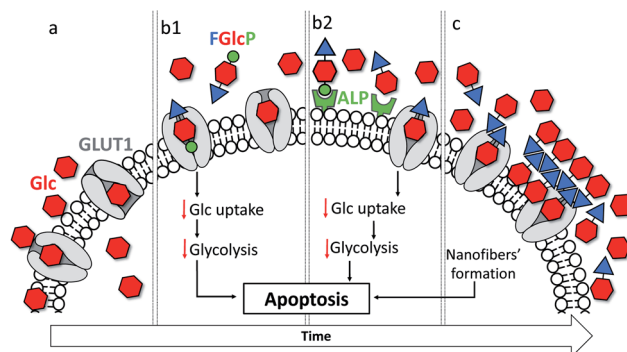 a
b1
b2
c
FGlcP
ALP
GLUT1
Glc
Glc uptake
Glycolysis
Glc uptake
Glycolysis
Nanofibers'
formation
Apoptosis
Time